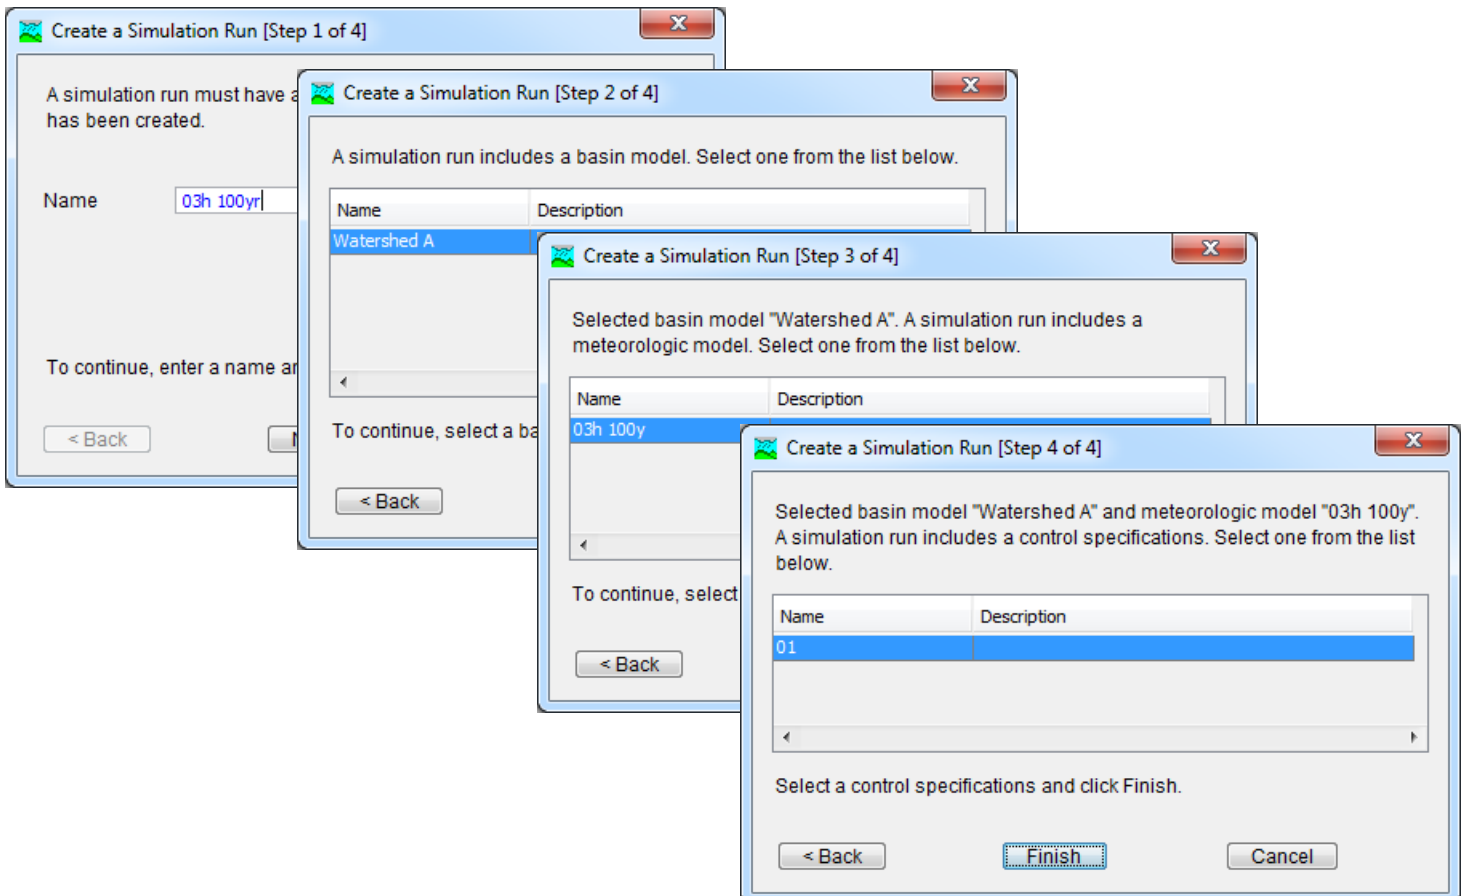 Create a Simulation Run [Step 1 of 4]
A simulation run must have a
has been created.
Name
03h 100yr
To continue, enter a name
< Back
Create a Simulation Run [Step 2 of 4]
A simulation run includes a basin model. Select one from the list below.
Name Description
Watershed A
To continue, select a
< Back
Create a Simulation Run [Step 3 of 4]
Selected basin model "Watershed A". A simulation run includes a
meteorologic model. Select one from the list below.
Name Description
03h 100y
To continue, select
< Back
Create a Simulation Run [Step 4 of 4]
Selected basin model "Watershed A" and meteorologic model "03h 100y".
A simulation run includes a control specifications. Select one from the list
below.
Name Description
01
Select a control specifications and click Finish.
< Back Finish Cancel